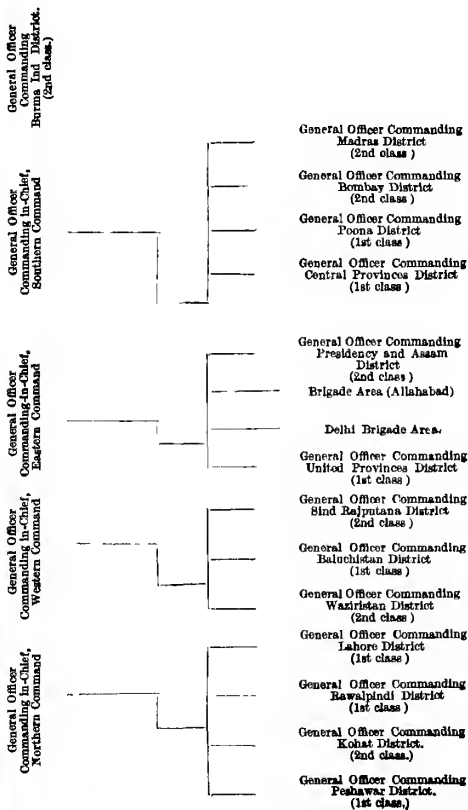 General Officer
Commanding
Burma Ind District.
(2nd class.)
General Officer
Commanding in-Chief,
Southern Command
General Officer Commanding
Madras District
(2nd class)
General Officer Commanding
Bombay District
(2nd class)
General Officer Commanding
Poona District
(1st class)
General Officer Commanding
Central Provinces District
(1st class)
General Officer
Commanding-in-Chief,
Eastern Command
General Officer Commanding
Presidency and Assam
District
(2nd class)
Brigade Area (Allahabad)
Delhi Brigade Area.
General Officer Commanding
United Provinces District
(1st class)
General Officer
Commanding in-Chief,
Western Command
General Officer Commanding
Sind Rajputana District
(2nd class)
General Officer Commanding
Baluchistan District
(1st class)
General Officer Commanding
Waziristan District
(2nd class)
General Officer
Commanding in-Chief,
Northern Command
General Officer Commanding
Lahore District
(1st class)
General Officer Commanding
Rawalpindi District
(1st class)
General Officer Commanding
Kohat District.
(2nd class.)
General Officer Commanding
Peshawar District.
(1st class.)